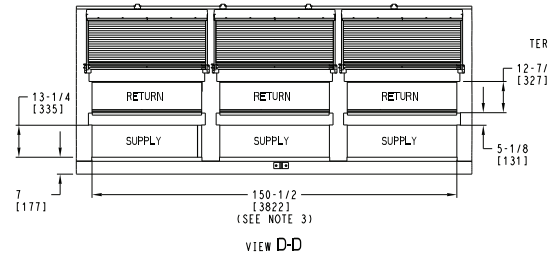 TER
12-7/
[327]
13-1/4
[335]
RETURN RETURN RETURN
SUPPLY SUPPLY SUPPLY
5-1/8
[131]
7
[177]
150-1/2
[3822]
(SEE NOTE 3)
VIEW D-D